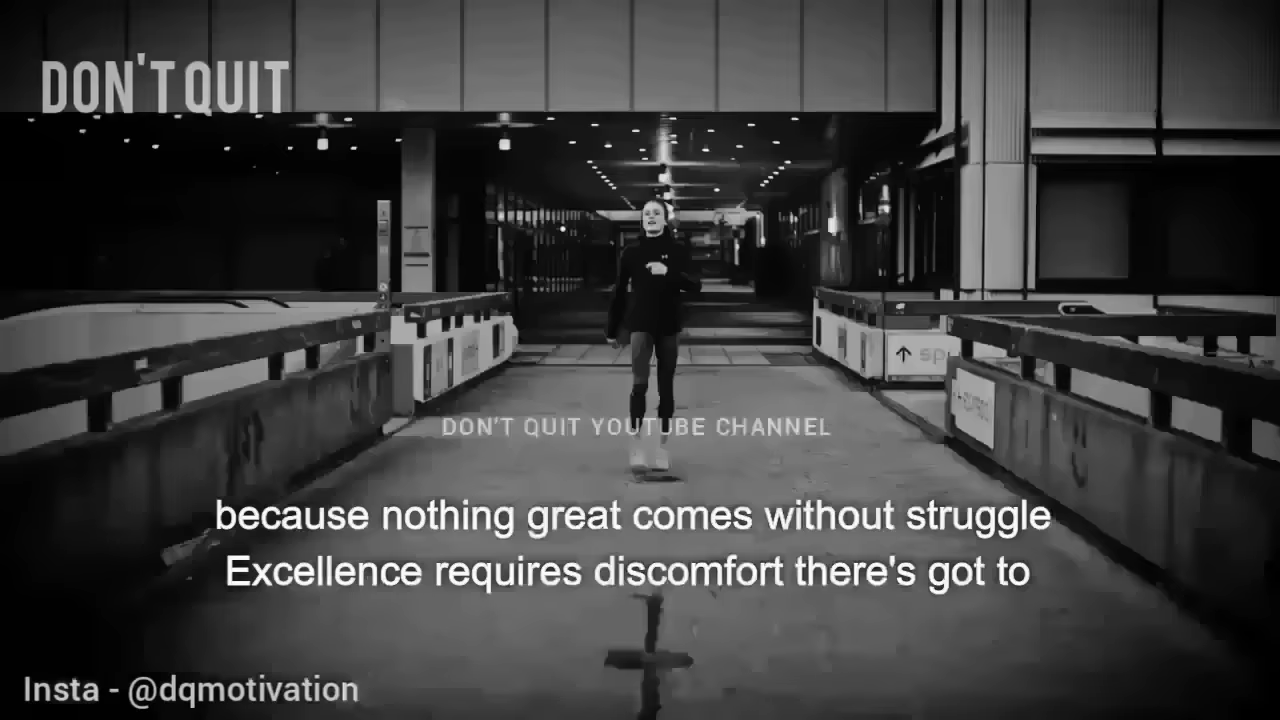 DON'T QUIT
↑ sp
DON'T QUIT YOUTUBE CHANNEL
because nothing great comes without struggle
Excellence requires discomfort there's got to
Insta - @dqmotivation